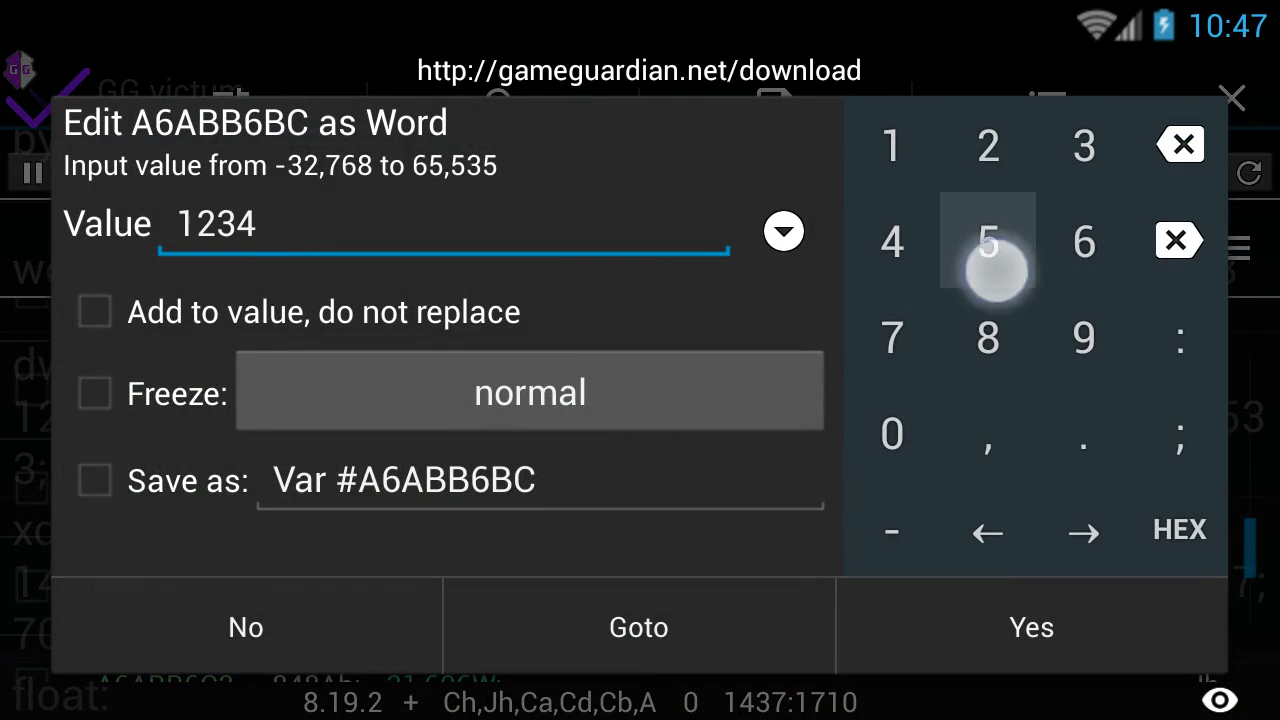 10:47
http://gameguardian.net/download
GG victum
Edit A6ABB6BC as Word
Input value from -32,768 to 65,535
Value 1234
Add to value, do not replace
Freeze: normal
Save as: Var #A6ABB6BC
1 2 3
4 5 6
7 8 9 :
0 , . ;
- ← → HEX
No Goto Yes
float:
8.19.2 + Ch,Jh,Ca,Cd,Cb,A 0 1437:1710